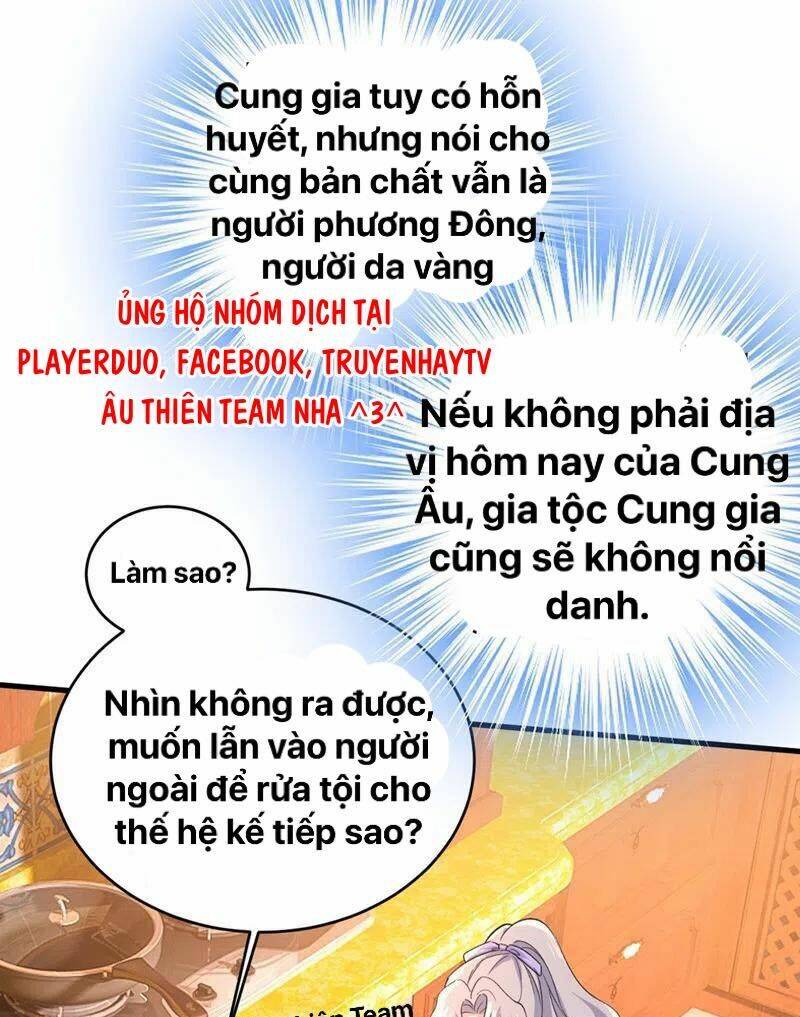 Cung gia tuy có hỗn
huyết, nhưng nói cho
cùng bản chất vẫn là
người phương Đông,
người da vàng
ỦNG HỘ NHÓM DỊCH TẠI
PLAYERDUO, FACEBOOK, TRUYENHAYTV
ÂU THIÊN TEAM NHA ^3^
Nếu không phải địa
vị hôm nay của Cung
Âu, gia tộc Cung gia
cũng sẽ không nổi
danh.
Làm sao?
Nhìn không ra được,
muốn lẫn vào người
ngoài để rửa tội cho
thế hệ kế tiếp sao?
Team